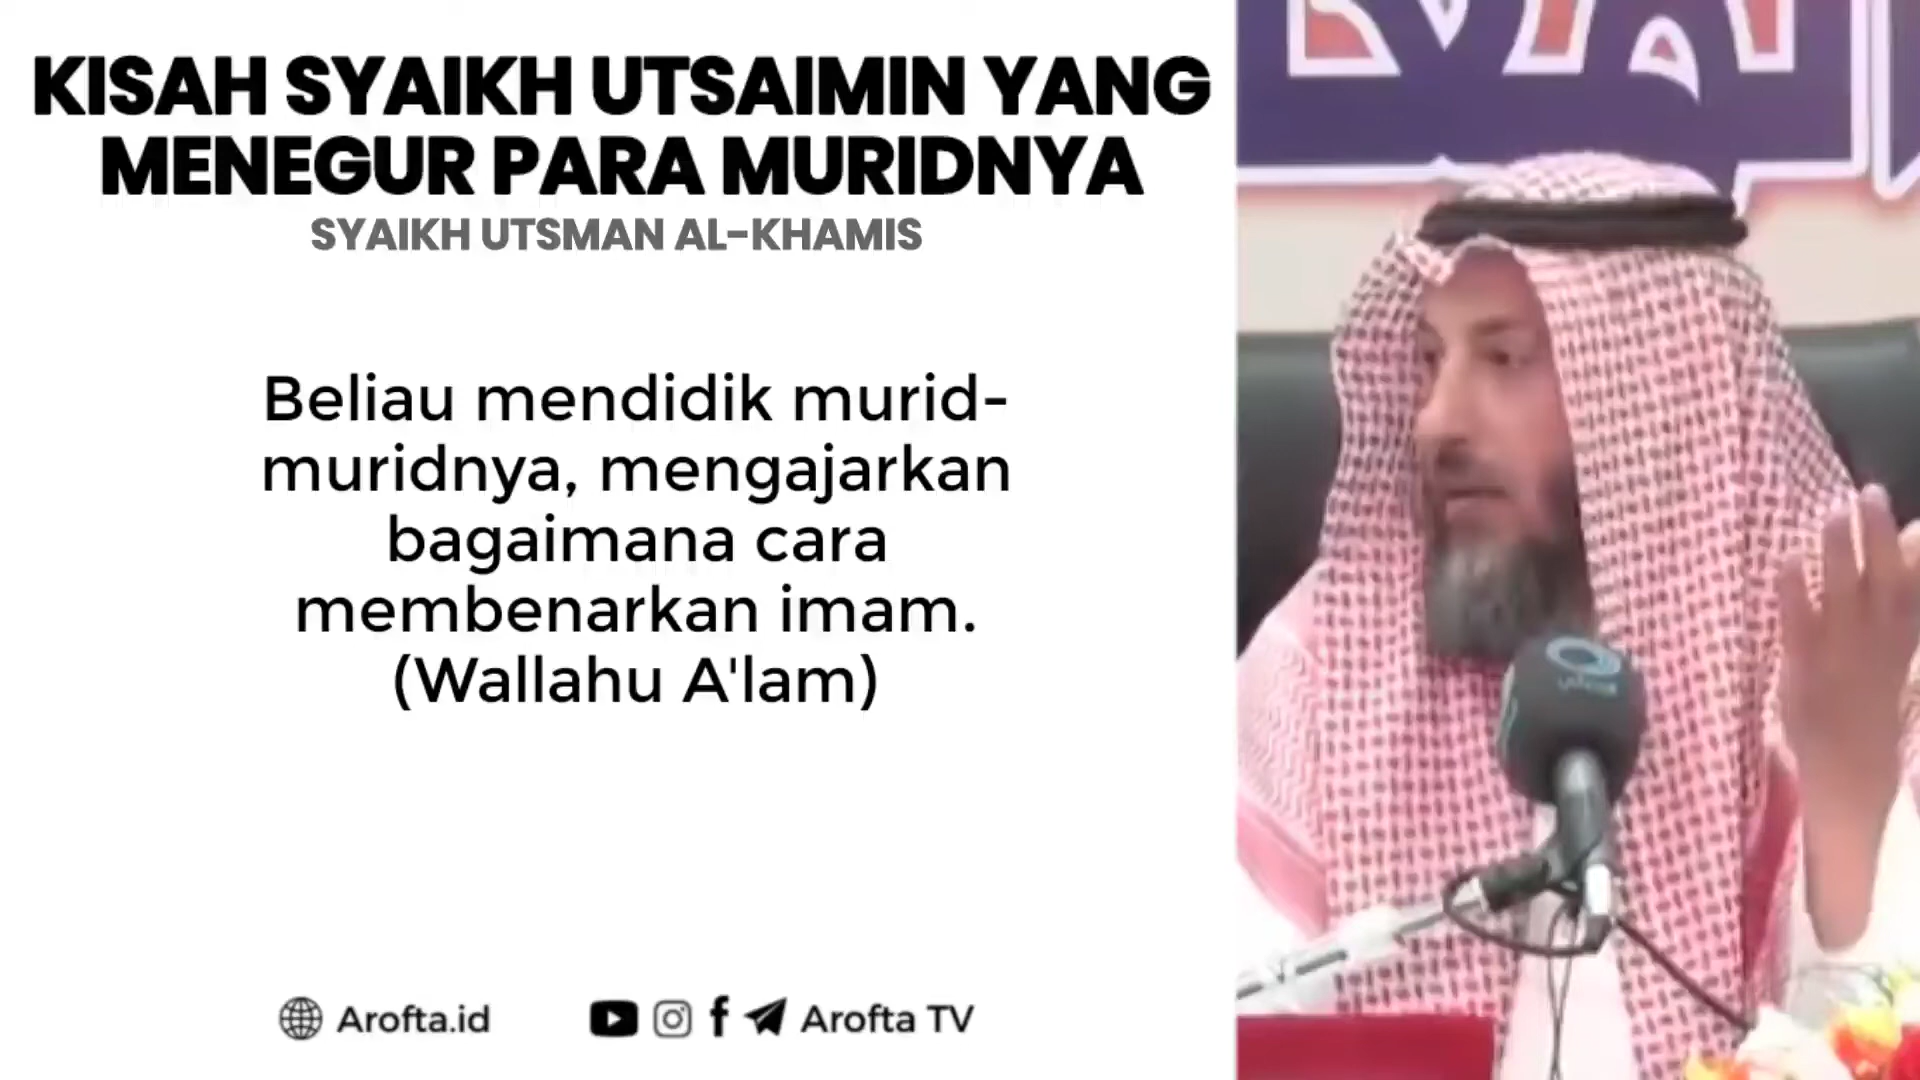 KISAH SYAIKH UTSAIMIN YANG
MENEGUR PARA MURIDNYA
SYAIKH UTSMAN AL-KHAMIS
Beliau mendidik murid-
muridnya, mengajarkan
bagaimana cara
membenarkan imam.
(Wallahu A'lam)
Arofta.id
Arofta TV